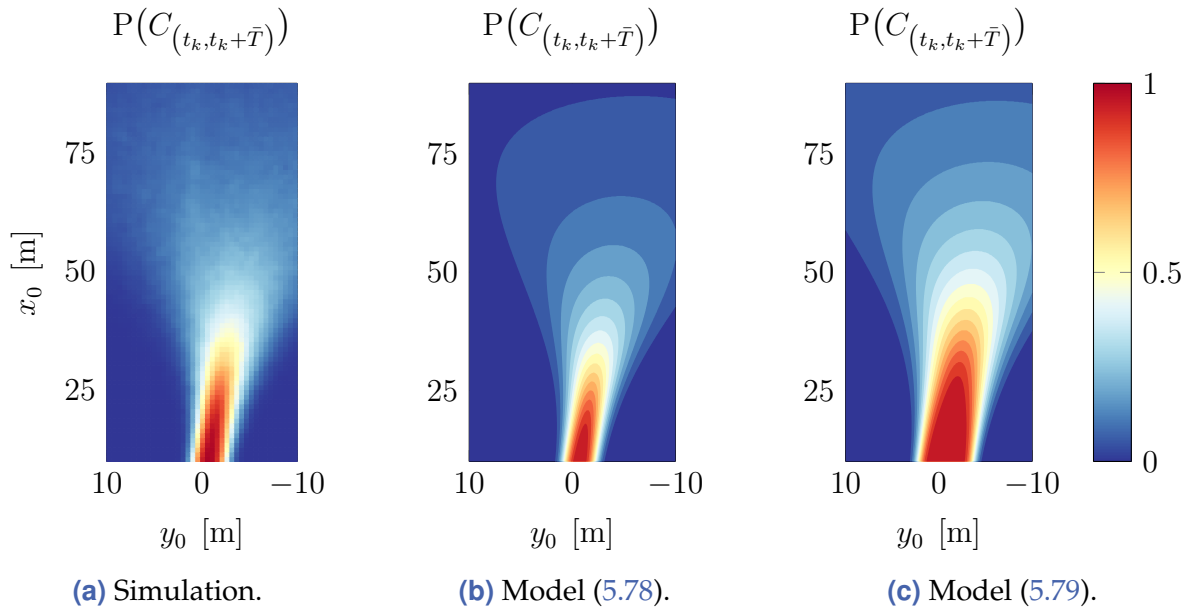 P(C_{(t_k,t_k+T̄)}) P(C_{(t_k,t_k+T̄)}) P(C_{(t_k,t_k+T̄)})
1
75 75 75
x_0 [m]
50 50 50 0.5
25 25 25
0
10 0 −10 10 0 −10 10 0 −10
y_0 [m] y_0 [m] y_0 [m]
(a) Simulation. (b) Model (5.78). (c) Model (5.79).